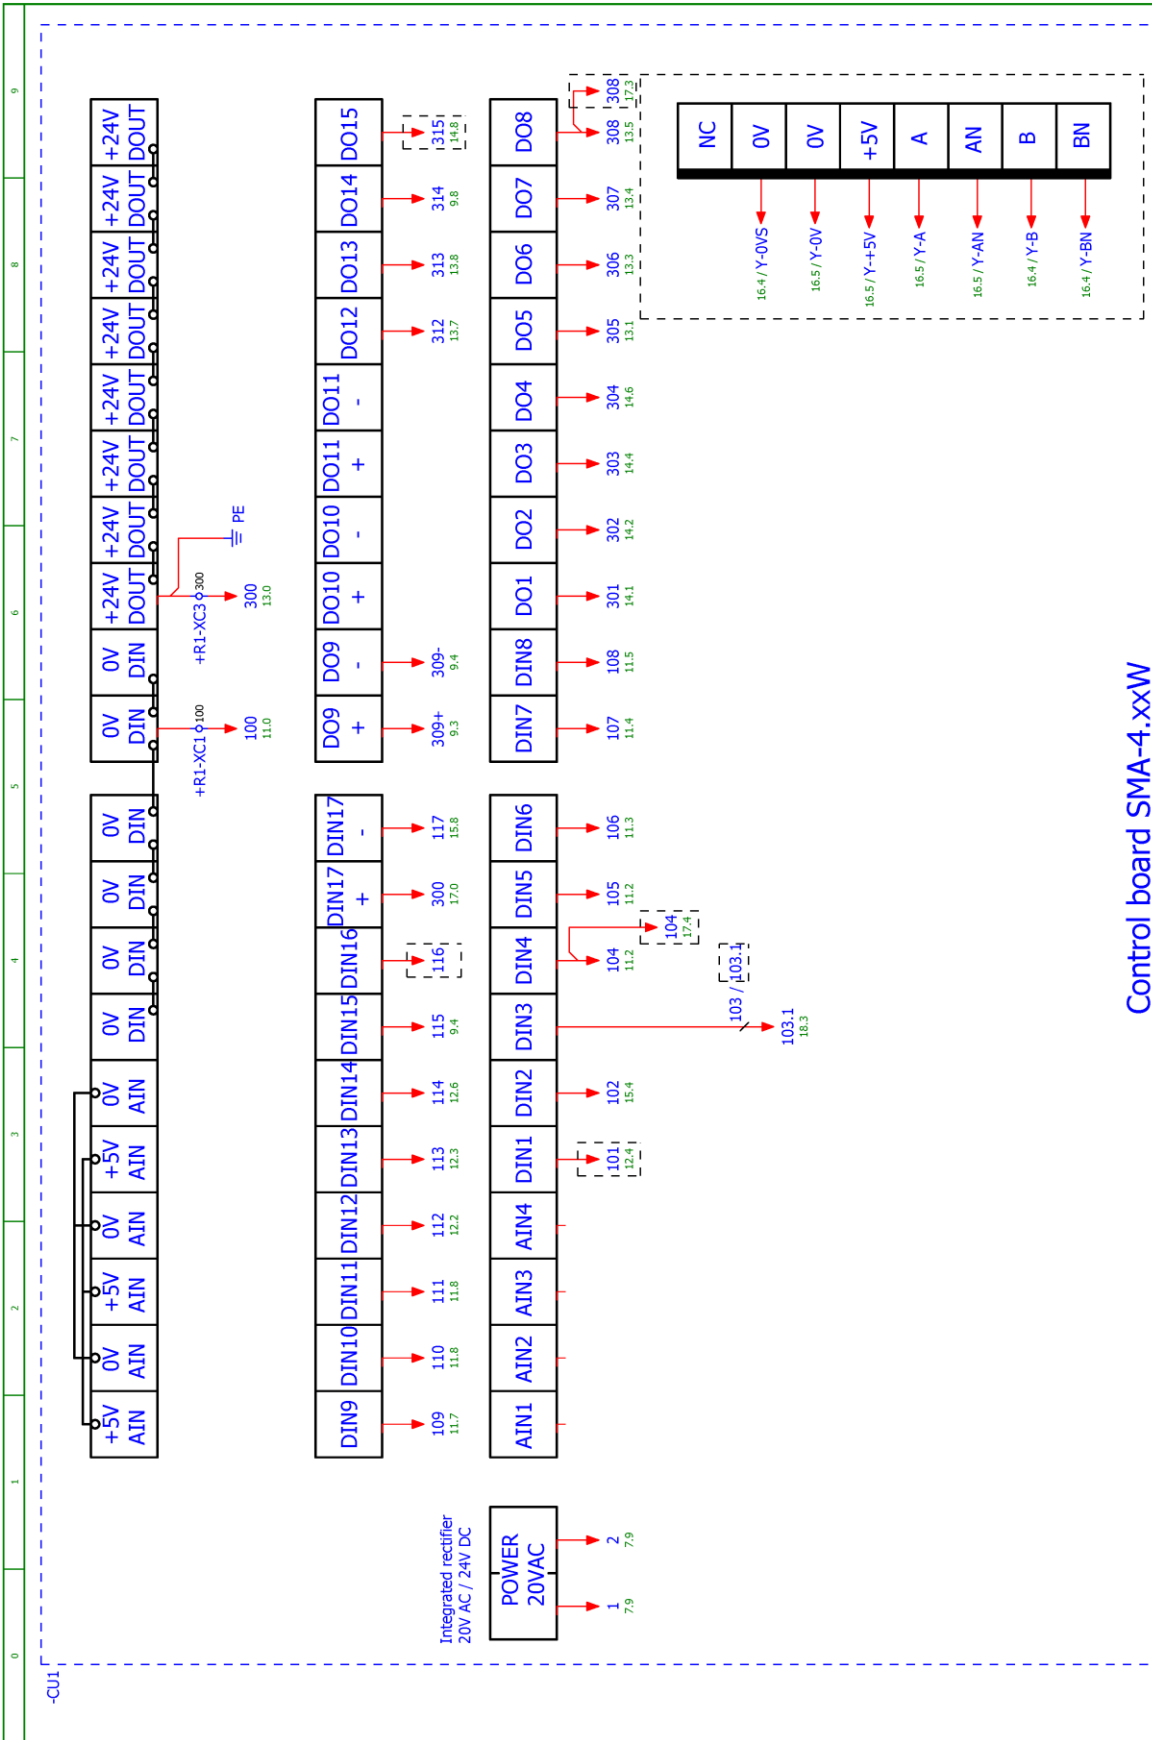 -CU1
0
1
2
3
4
5
6
7
8
9
+5V
AIN
0V
AIN
+5V
AIN
0V
AIN
+5V
AIN
0V
AIN
0V
DIN
0V
DIN
0V
DIN
0V
DIN
0V
DIN
0V
DIN
+24V
DOUT
+24V
DOUT
+24V
DOUT
+24V
DOUT
+24V
DOUT
+24V
DOUT
+24V
DOUT
+24V
DOUT
+R1-XC1
100
100
11.0
+R1-XC3
300
300
13.0
PE
DIN9
109
11.7
DIN10
110
11.8
DIN11
111
11.8
DIN12
112
12.2
DIN13
113
12.3
DIN14
114
12.6
DIN15
115
9.4
DIN16
116
DIN17
+
300
17.0
DIN17
-
117
15.8
DO9
+
309+
9.3
DO9
-
309-
9.4
DO10
+
DO10
-
DO11
+
DO11
-
DO12
312
13.7
DO13
313
13.8
DO14
314
9.8
DO15
315
14.8
Integrated rectifier
20V AC / 24V DC
POWER
20VAC
1
7.9
2
7.9
AIN1
AIN2
AIN3
AIN4
DIN1
101
12.4
DIN2
102
15.4
DIN3
103 / 103.1
103.1
18.3
DIN4
104
11.2
104
17.4
DIN5
105
11.2
DIN6
106
11.3
DIN7
107
11.4
DIN8
108
11.5
DO1
301
14.1
DO2
302
14.2
DO3
303
14.4
DO4
304
14.6
DO5
305
13.1
DO6
306
13.3
DO7
307
13.4
DO8
308
13.5
308
17.3
NC
0V
16.4 / Y-0VS
0V
16.5 / Y-0V
+5V
16.5 / Y-+5V
A
16.5 / Y-A
AN
16.5 / Y-AN
B
16.4 / Y-B
BN
16.4 / Y-BN
Control board SMA-4.xxW